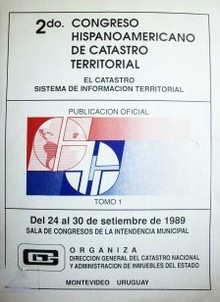 2do. CONGRESO
HISPANOAMERICANO
DE CATASTRO
TERRITORIAL
EL CATASTRO
SISTEMA DE INFORMACION TERRITORIAL
PUBLICACION OFICIAL
TOMO 1
Del 24 al 30 de setiembre de 1989
SALA DE CONGRESOS DE LA INTENDENCIA MUNICIPAL
ORGANIZA
DIRECCION GENERAL DEL CATASTRO NACIONAL
Y ADMINISTRACION DE INMUEBLES DEL ESTADO
MONTEVIDEO URUGUAY